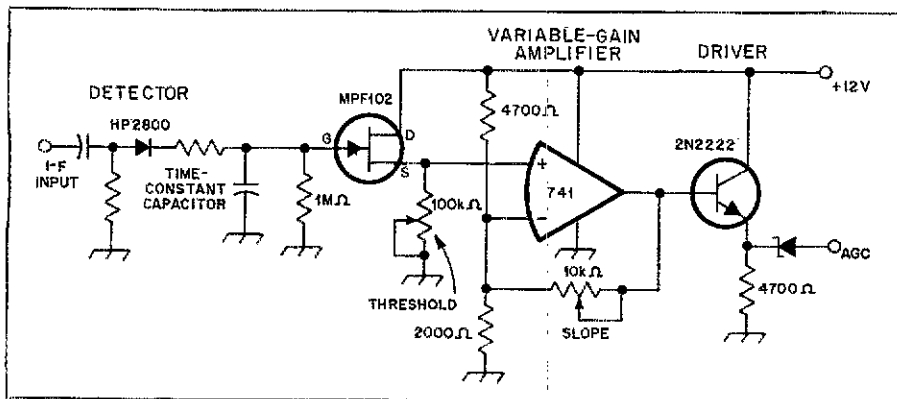 VARIABLE-GAIN
AMPLIFIER
DRIVER
+12V
DETECTOR
MPF102
HP2800
G
D
S
4700Ω
2N2222
I-F
INPUT
TIME-
CONSTANT
CAPACITOR
1MΩ
100kΩ
+
741
−
AGC
10kΩ
4700Ω
THRESHOLD
2000Ω
SLOPE